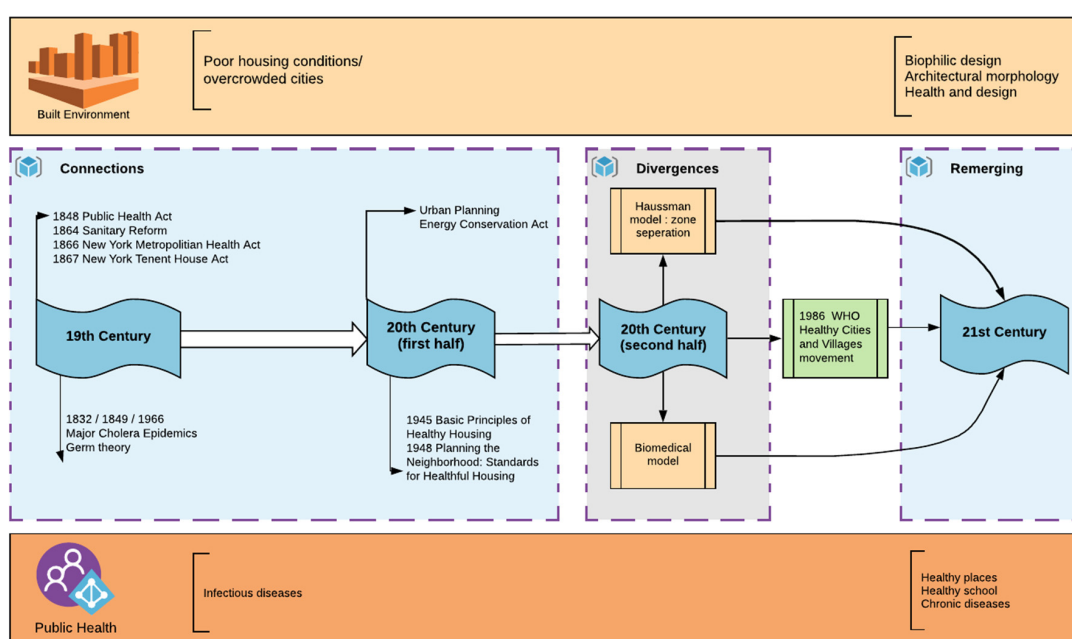 Poor housing conditions/
overcrowded cities
Biophilic design
Architectural morphology
Health and design
Built Environment
Connections
Divergences
Remerging
1848 Public Health Act
1864 Sanitary Reform
1866 New York Metropolitian Health Act
1867 New York Tenent House Act
Urban Planning
Energy Conservation Act
Haussman
model : zone
seperation
19th Century
20th Century
(first half)
20th Century
(second half)
1986 WHO
Healthy Cities
and Villages
movement
21st Century
1832 / 1849 / 1966
Major Cholera Epidemics
Germ theory
1945 Basic Principles of
Healthy Housing
1948 Planning the
Neighborhood: Standards
for Healthful Housing
Biomedical
model
Infectious diseases
Healthy places
Healthy school
Chronic diseases
Public Health